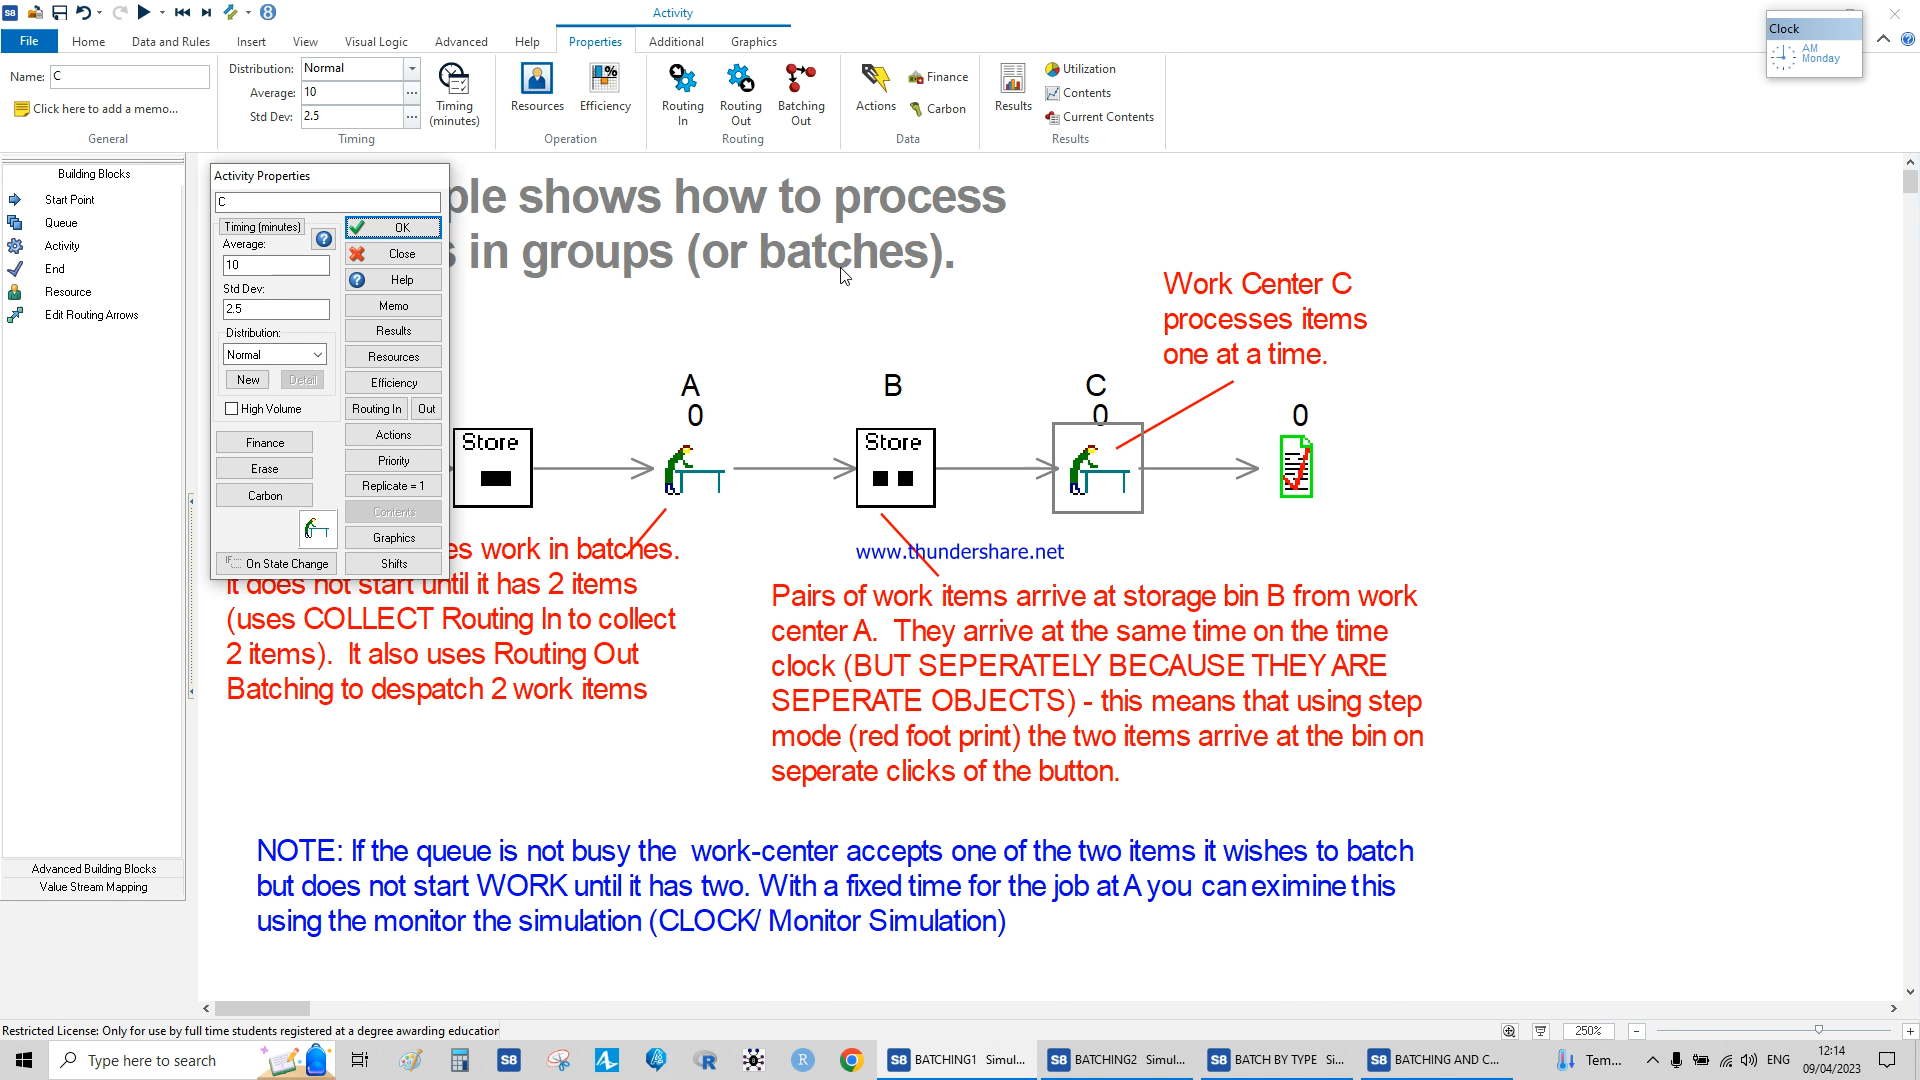 Activity
File
Home
Data and Rules
Insert
View
Visual Logic
Advanced
Help
Properties
Additional
Graphics
Clock
AM
Monday
Name: C
Click here to add a memo...
General
Distribution: Normal
Average: 10
Std Dev: 2.5
Timing
(minutes)
Timing
Resources
Efficiency
Operation
Routing
In
Routing
Out
Batching
Out
Routing
Actions
Finance
Carbon
Data
Results
Utilization
Contents
Current Contents
Results
Building Blocks
Start Point
Queue
Activity
End
Resource
Edit Routing Arrows
Advanced Building Blocks
Value Stream Mapping
Activity Properties
C
Timing (minutes)
Average:
10
Std Dev:
2.5
Distribution:
Normal
New
Detail
High Volume
Finance
Erase
Carbon
On State Change
OK
Close
Help
Memo
Results
Resources
Efficiency
Routing In
Out
Actions
Priority
Replicate = 1
Contents
Graphics
Shifts
ple shows how to process
s in groups (or batches).
Work Center C
processes items
one at a time.
A
0
B
C
0
0
Store
Store
www.thundershare.net
es work in batches.
It does not start until it has 2 items
(uses COLLECT Routing In to collect
2 items). It also uses Routing Out
Batching to despatch 2 work items
Pairs of work items arrive at storage bin B from work
center A. They arrive at the same time on the time
clock (BUT SEPERATELY BECAUSE THEY ARE
SEPERATE OBJECTS) - this means that using step
mode (red foot print) the two items arrive at the bin on
seperate clicks of the button.
NOTE: If the queue is not busy the work-center accepts one of the two items it wishes to batch
but does not start WORK until it has two. With a fixed time for the job at A you can eximine this
using the monitor the simulation (CLOCK/ Monitor Simulation)
Restricted License: Only for use by full time students registered at a degree awarding education
250%
Type here to search
S8
S8 BATCHING1 Simul...
S8 BATCHING2 Simul...
S8 BATCH BY TYPE Si...
S8 BATCHING AND C...
Tem...
ENG
12:14
09/04/2023